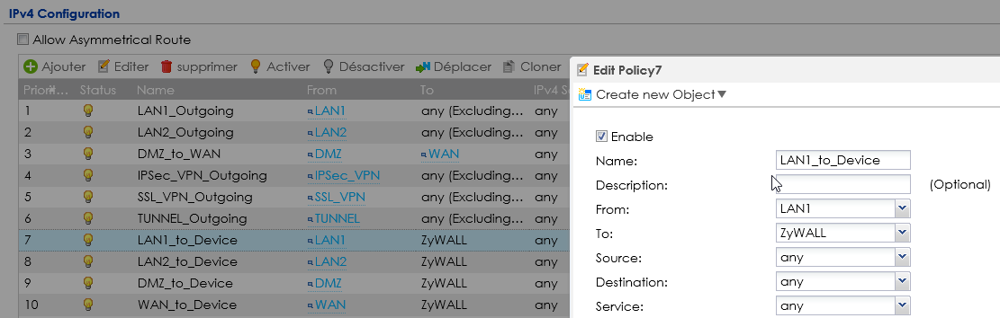 IPv4 Configuration
Allow Asymmetrical Route
Ajouter Editer supprimer Activer Désactiver Déplacer Cloner
Priorit... Status Name From To IPv4 S
1 LAN1_Outgoing LAN1 any (Excluding... any
2 LAN2_Outgoing LAN2 any (Excluding... any
3 DMZ_to_WAN DMZ WAN any
4 IPSec_VPN_Outgoing IPSec_VPN any (Excluding... any
5 SSL_VPN_Outgoing SSL_VPN any (Excluding... any
6 TUNNEL_Outgoing TUNNEL any (Excluding... any
7 LAN1_to_Device LAN1 ZyWALL any
8 LAN2_to_Device LAN2 ZyWALL any
9 DMZ_to_Device DMZ ZyWALL any
10 WAN_to_Device WAN ZyWALL any
Edit Policy7
Create new Object
Enable
Name: LAN1_to_Device
Description: (Optional)
From: LAN1
To: ZyWALL
Source: any
Destination: any
Service: any